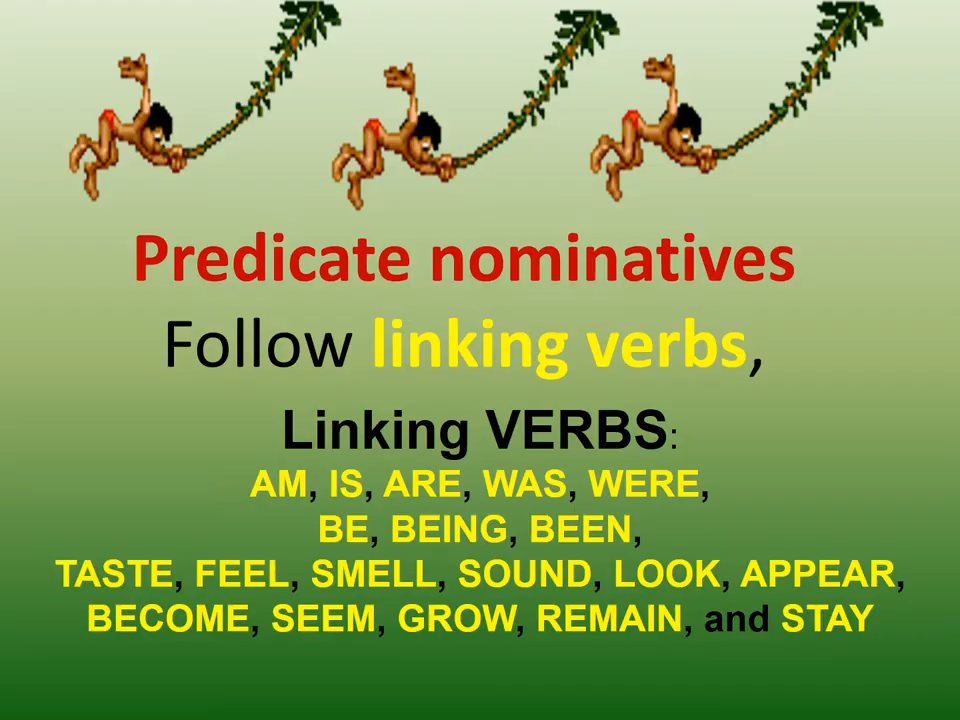 Predicate nominatives
Follow linking verbs,
Linking VERBS:
AM, IS, ARE, WAS, WERE,
BE, BEING, BEEN,
TASTE, FEEL, SMELL, SOUND, LOOK, APPEAR,
BECOME, SEEM, GROW, REMAIN, and STAY